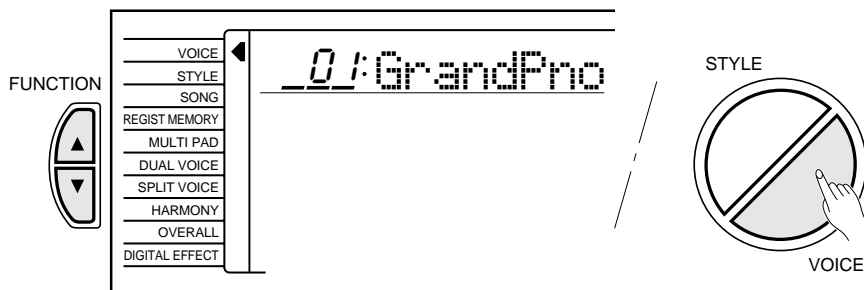 FUNCTION
▲
▼
VOICE
STYLE
SONG
REGIST MEMORY
MULTI PAD
DUAL VOICE
SPLIT VOICE
HARMONY
OVERALL
DIGITAL EFFECT
_01:GrandPno
STYLE
VOICE